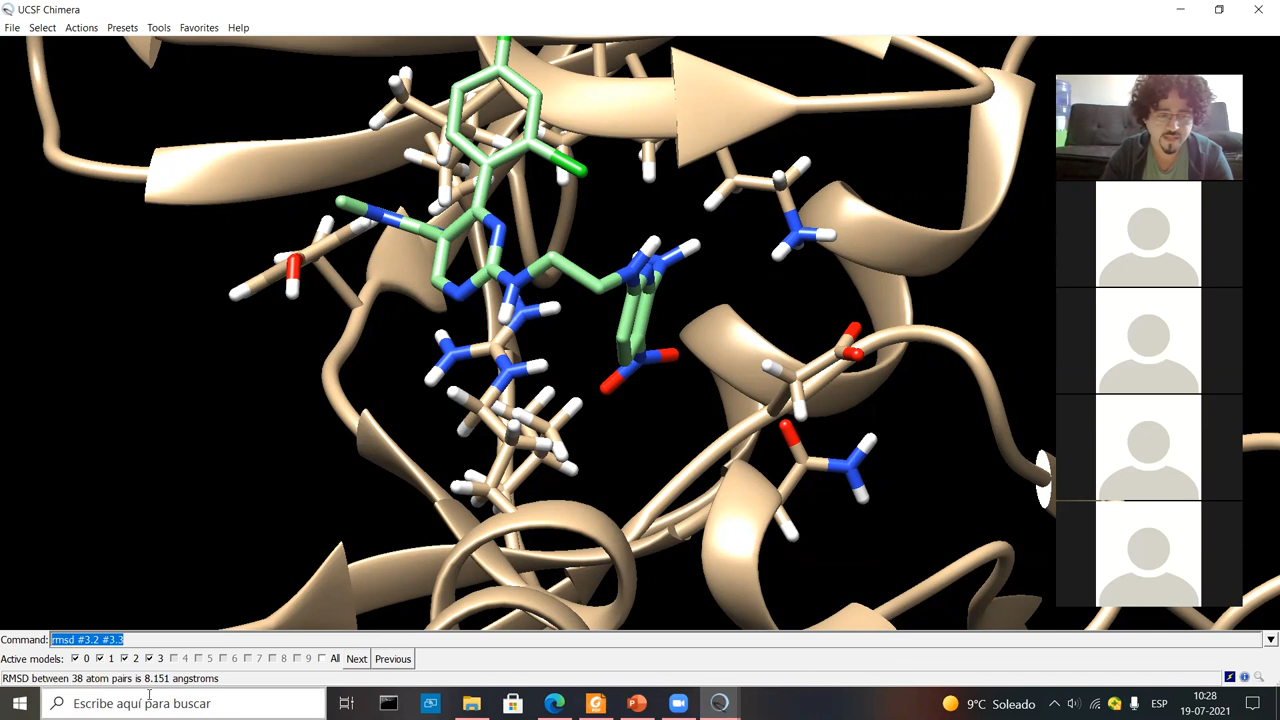 UCSF Chimera
File Select Actions Presets Tools Favorites Help
Command: rmsd #3.2 #3.3
Active models: 0 1 2 3 4 5 6 7 8 9 All Next Previous
RMSD between 38 atom pairs is 8.151 angstroms
Escribe aquí para buscar
9°C Soleado
ESP
10:28
19-07-2021